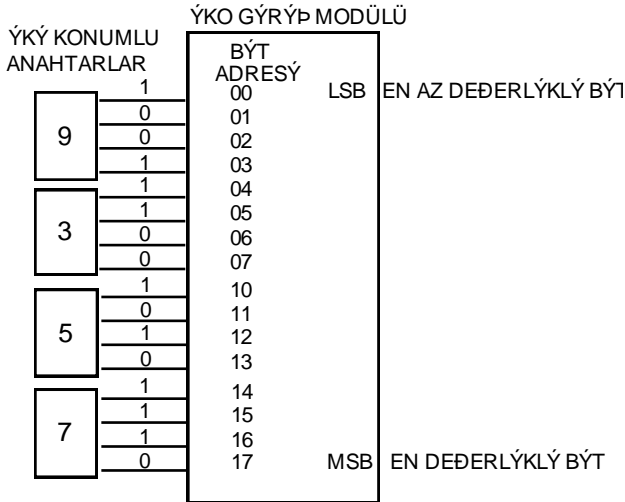 ÝKO GÝRÝÞ MODÜLÜ
ÝKÝ KONUMLU
ANAHTARLAR
BÝT
ADRESÝ
1 00 LSB EN AZ DEÐERLÝKLÝ BÝT
0 01
9 0 02
1 03
1 04
1 05
3 0 06
0 07
1 10
0 11
5 1 12
0 13
1 14
1 15
7 1 16
0 17 MSB EN DEÐERLÝKLÝ BÝT